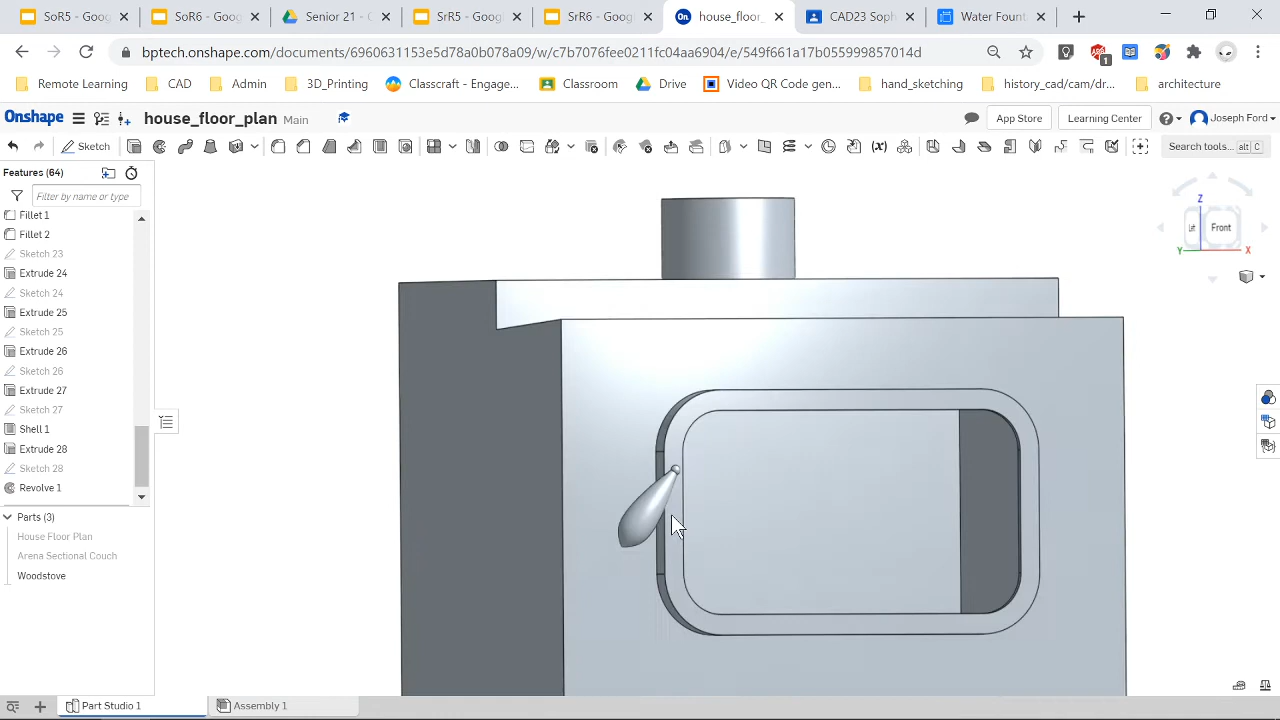 SoR5 - Goog
SoR6 - Goog
Senior 21 - G
SrR5 - Goog
SrR6 - Goog
On
house_floor_
CAD23 Soph
Water Fount
bptech.onshape.com/documents/6960631153e5d78a0b078a09/w/c7b7076fee0211fc04aa6904/e/549f661a17b055999857014d
1
Remote Learning
CAD
Admin
3D_Printing
Classcraft - Engage...
Classroom
Drive
Video QR Code gen...
hand_sketching
history_cad/cam/dr...
architecture
Onshape
house_floor_plan
Main
App Store
Learning Center
Joseph Ford
Sketch
(x)
Search tools...
alt C
Features (64)
Filter by name or type
Fillet 1
Fillet 2
Sketch 23
Extrude 24
Sketch 24
Extrude 25
Sketch 25
Extrude 26
Sketch 26
Extrude 27
Sketch 27
Shell 1
Extrude 28
Sketch 28
Revolve 1
Parts (3)
House Floor Plan
Arena Sectional Couch
Woodstove
Z
Front
Y
X
Part Studio 1
Assembly 1